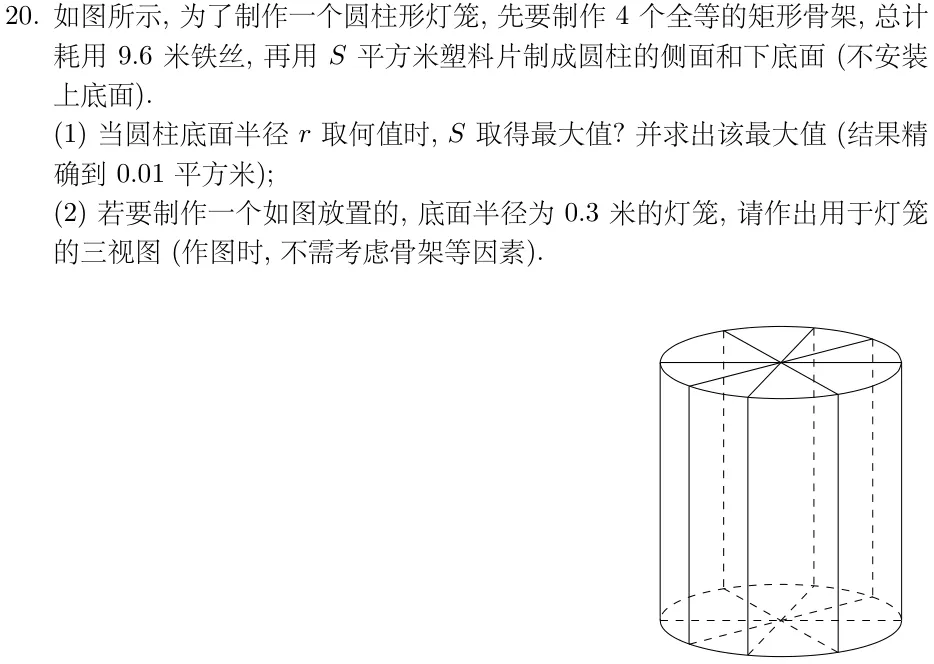 20. 如图所示, 为了制作一个圆柱形灯笼, 先要制作 4 个全等的矩形骨架, 总计
耗用 9.6 米铁丝, 再用 S 平方米塑料片制成圆柱的侧面和下底面 (不安装
上底面).
(1) 当圆柱底面半径 r 取何值时, S 取得最大值? 并求出该最大值 (结果精
确到 0.01 平方米);
(2) 若要制作一个如图放置的, 底面半径为 0.3 米的灯笼, 请作出用于灯笼
的三视图 (作图时, 不需考虑骨架等因素).